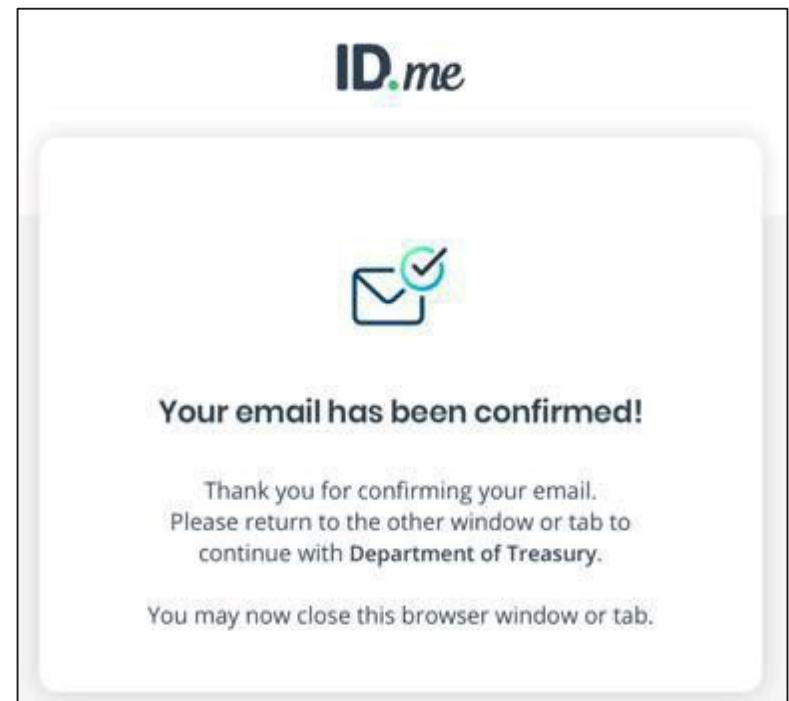 ID.me
Your email has been confirmed!
Thank you for confirming your email.
Please return to the other window or tab to
continue with Department of Treasury.
You may now close this browser window or tab.